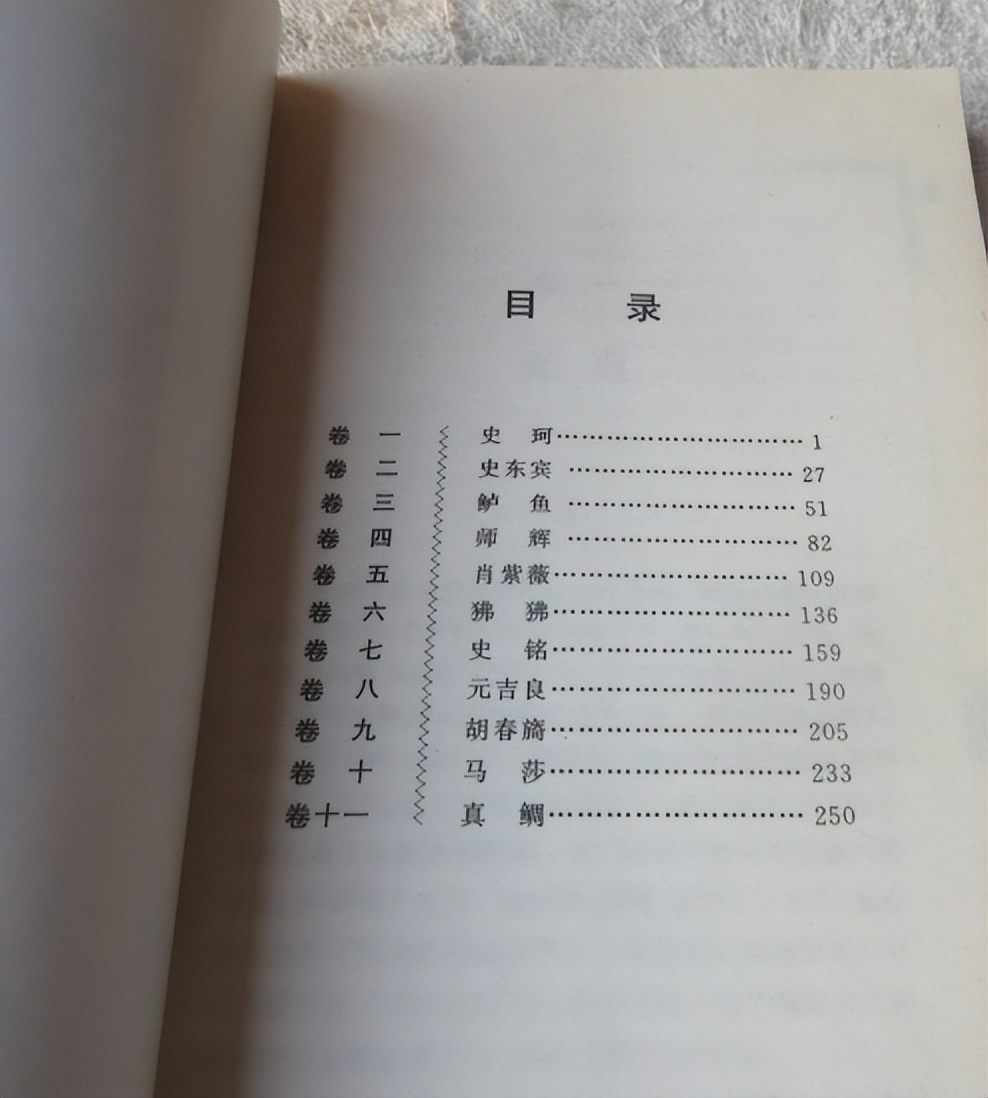 目 录
卷 一 史 珂……………………………1
卷 二 史东宾……………………………27
卷 三 鲈 鱼……………………………51
卷 四 师 辉……………………………82
卷 五 肖紫薇……………………………109
卷 六 狒 狒……………………………136
卷 七 史 铭……………………………159
卷 八 元吉良……………………………190
卷 九 胡春旖……………………………205
卷 十 马 莎……………………………233
卷十一 真 鲷……………………………250